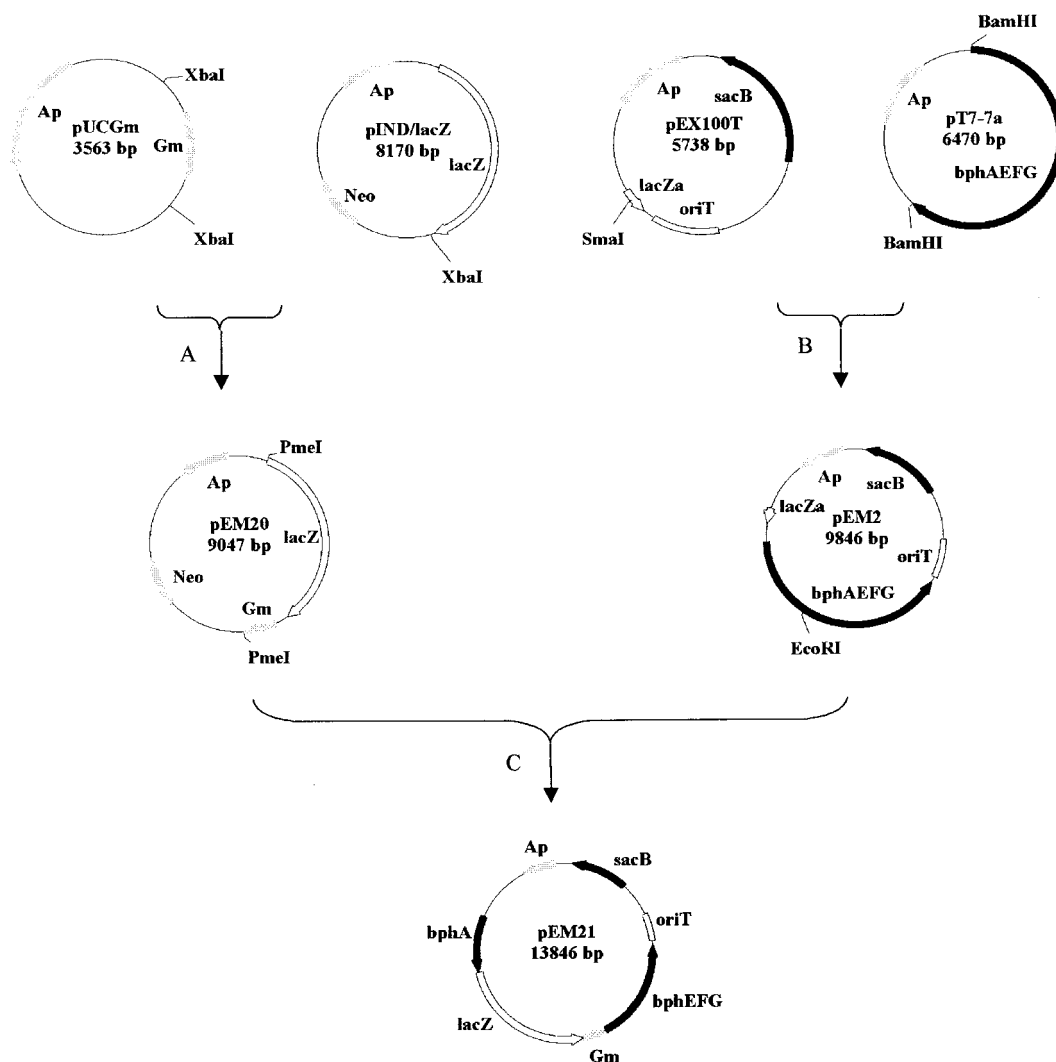 XbaI
Ap
pUCGm
3563 bp
Gm
XbaI
Ap
pIND/lacZ
8170 bp
lacZ
Neo
XbaI
Ap
sacB
pEX100T
5738 bp
lacZa
oriT
SmaI
BamHI
Ap
pT7-7a
6470 bp
bphAEFG
BamHI
A
B
PmeI
Ap
pEM20
9047 bp
lacZ
Neo
Gm
PmeI
Ap
sacB
lacZa
pEM2
9846 bp
oriT
bphAEFG
EcoRI
C
Ap
sacB
oriT
bphA
pEM21
13846 bp
bphEFG
lacZ
Gm